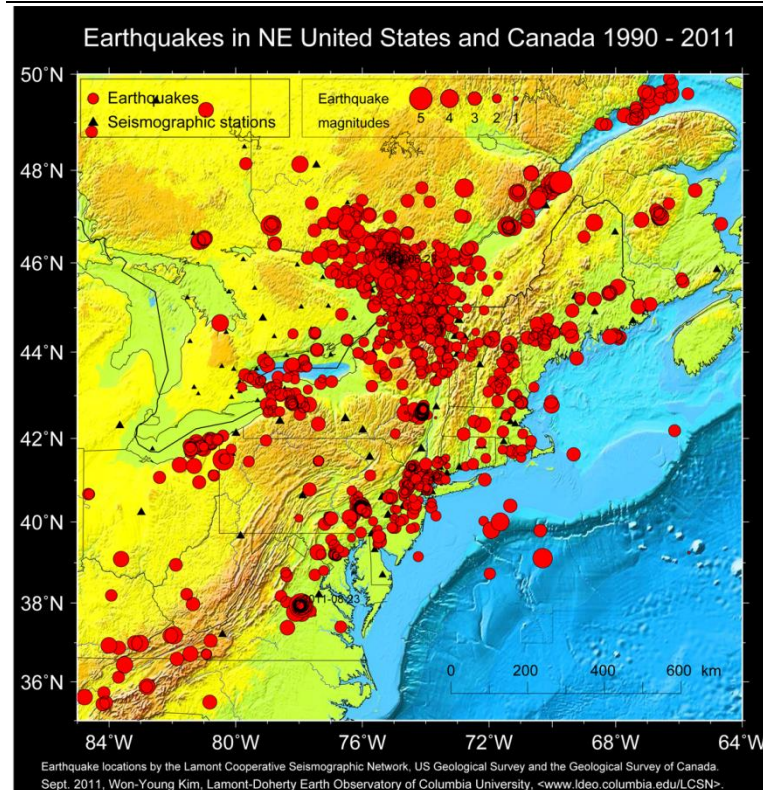 Earthquakes in NE United States and Canada 1990 - 2011
50°N
48°N
46°N
44°N
42°N
40°N
38°N
36°N
Earthquakes
Seismographic stations
Earthquake
magnitudes
5 4 3 2 1
2011-08-23
0 200 400 600 km
84°W 80°W 76°W 72°W 68°W 64°W
Earthquake locations by the Lamont Cooperative Seismographic Network, US Geological Survey and the Geological Survey of Canada.
Sept. 2011, Won-Young Kim, Lamont-Doherty Earth Observatory of Columbia University, <www.ldeo.columbia.edu/LCSN>.